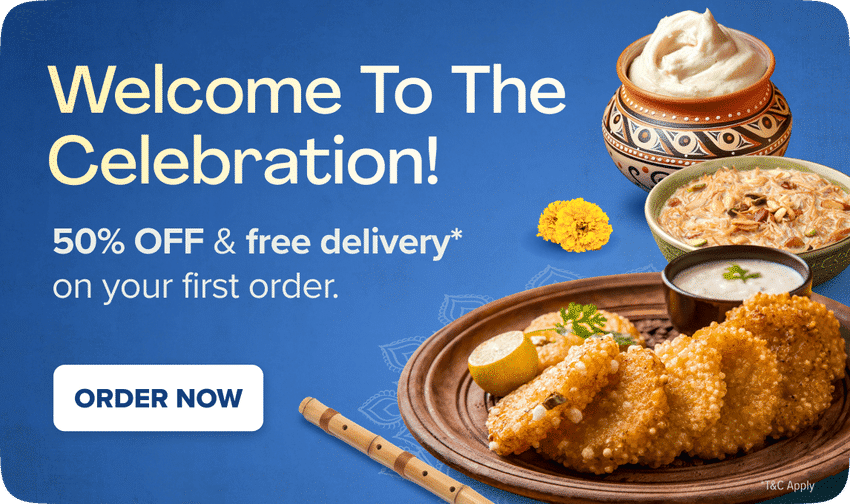 Welcome To The
Celebration!
50% OFF & free delivery*
on your first order.
ORDER NOW
*T&C Apply